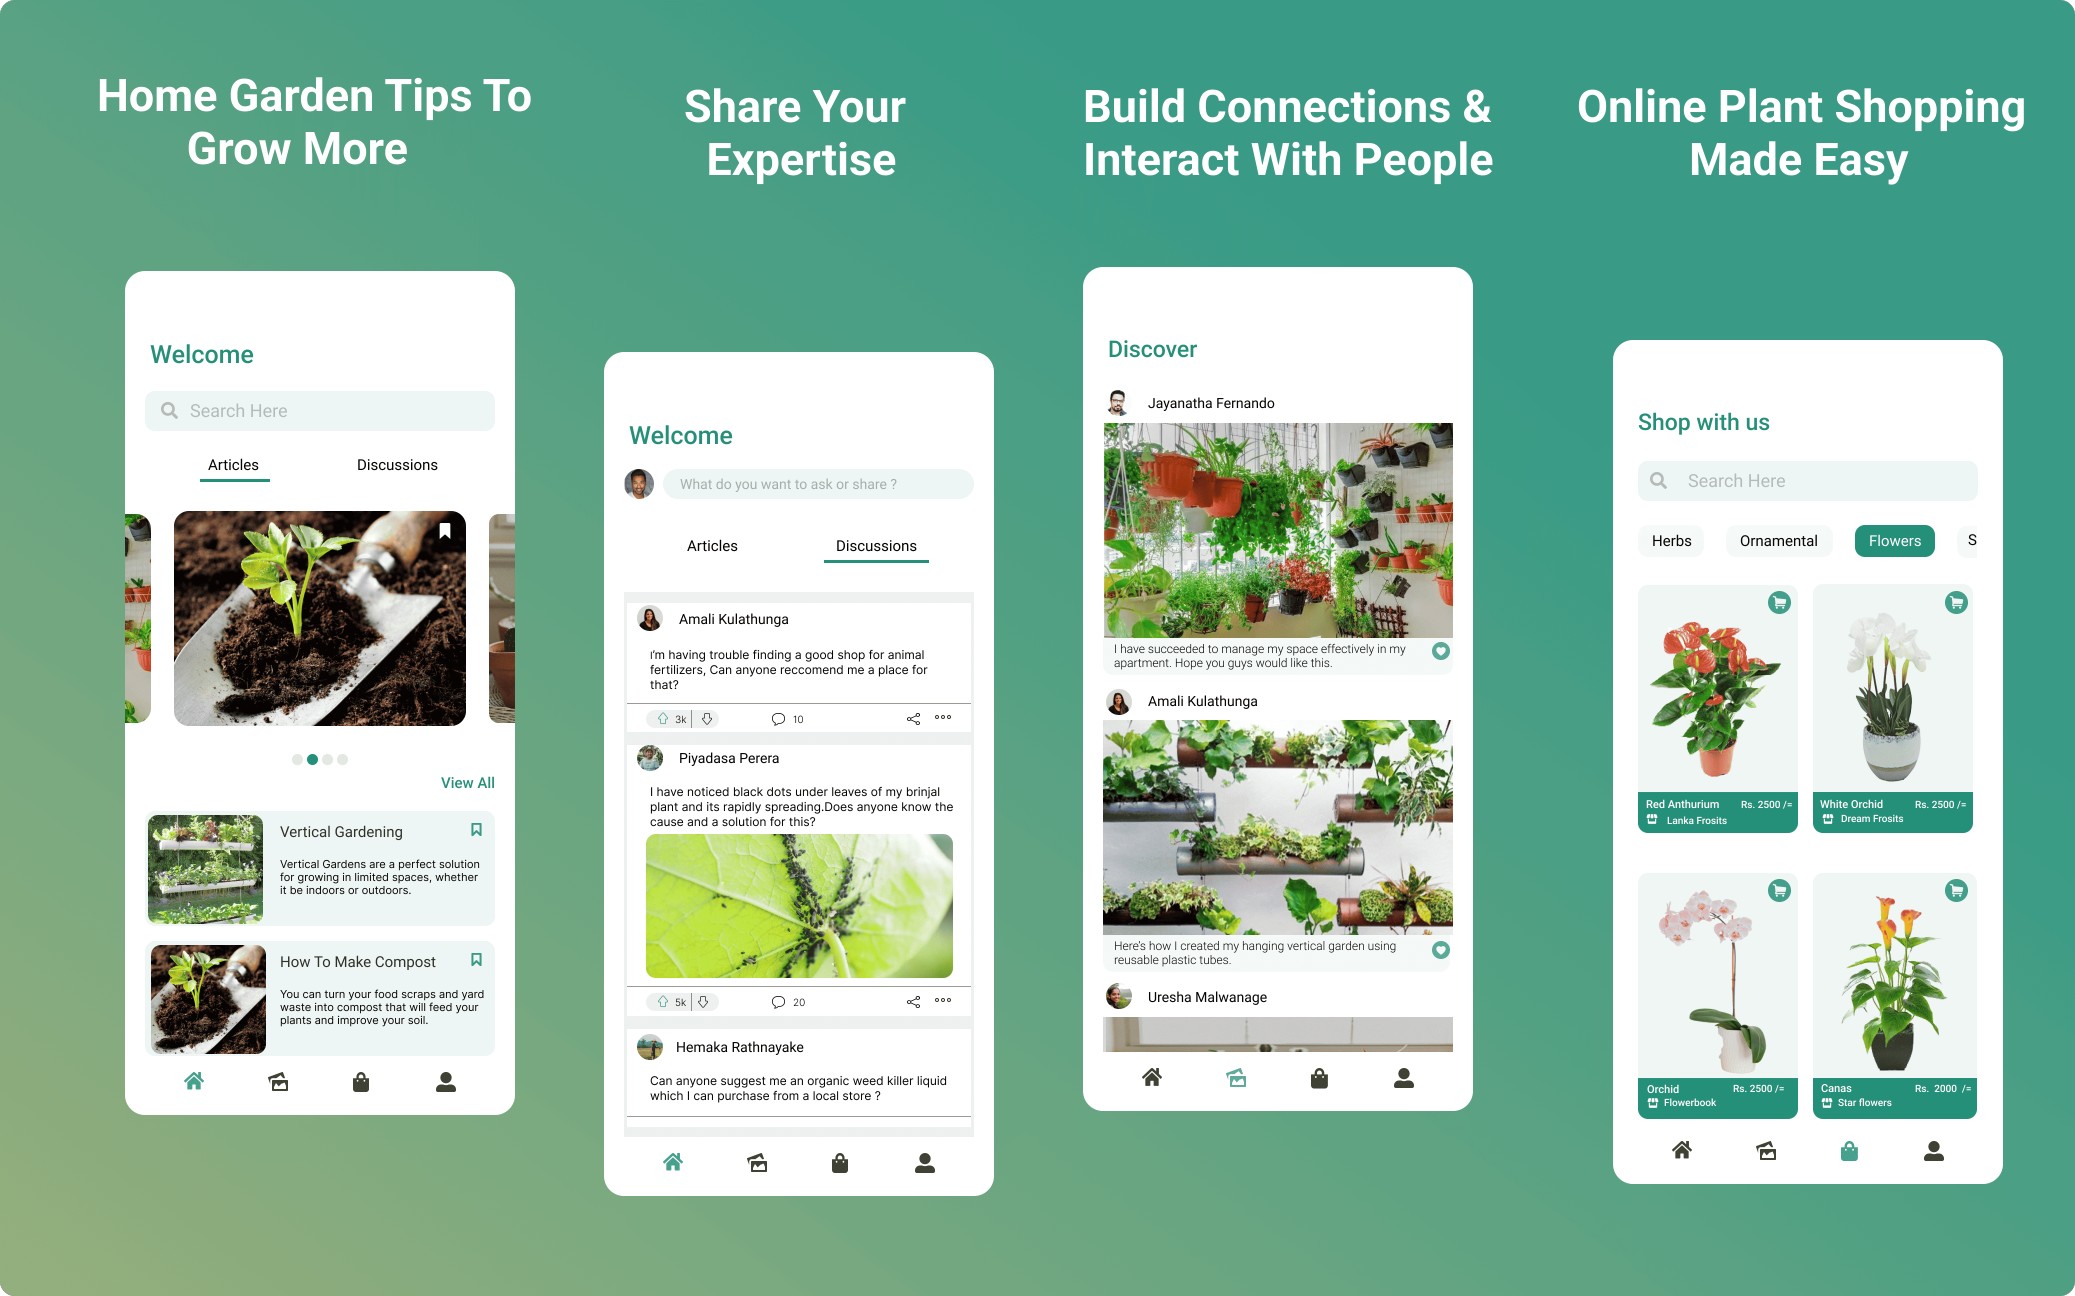 Home Garden Tips To
Grow More
Welcome
Search Here
Articles
Discussions
View All
Vertical Gardening
Vertical Gardens are a perfect solution
for growing in limited spaces, whether
it be indoors or outdoors.
How To Make Compost
You can turn your food scraps and yard
waste into compost that will feed your
plants and improve your soil.
Share Your
Expertise
Welcome
What do you want to ask or share ?
Articles
Discussions
Amali Kulathunga
I'm having trouble finding a good shop for animal
fertilizers, Can anyone reccomend me a place for
that?
3k
10
Piyadasa Perera
I have noticed black dots under leaves of my brinjal
plant and its rapidly spreading.Does anyone know the
cause and a solution for this?
5k
20
Hemaka Rathnayake
Can anyone suggest me an organic weed killer liquid
which I can purchase from a local store ?
Build Connections &
Interact With People
Discover
Jayanatha Fernando
I have succeeded to manage my space effectively in my
apartment. Hope you guys would like this.
Amali Kulathunga
Here's how I created my hanging vertical garden using
reusable plastic tubes.
Uresha Malwanage
Online Plant Shopping
Made Easy
Shop with us
Search Here
Herbs
Ornamental
Flowers
S
Red Anthurium
Rs. 2500 /=
Lanka Frosits
White Orchid
Rs. 2500 /=
Dream Frosits
Orchid
Rs. 2500 /=
Flowerbook
Canas
Rs. 2000 /=
Star flowers